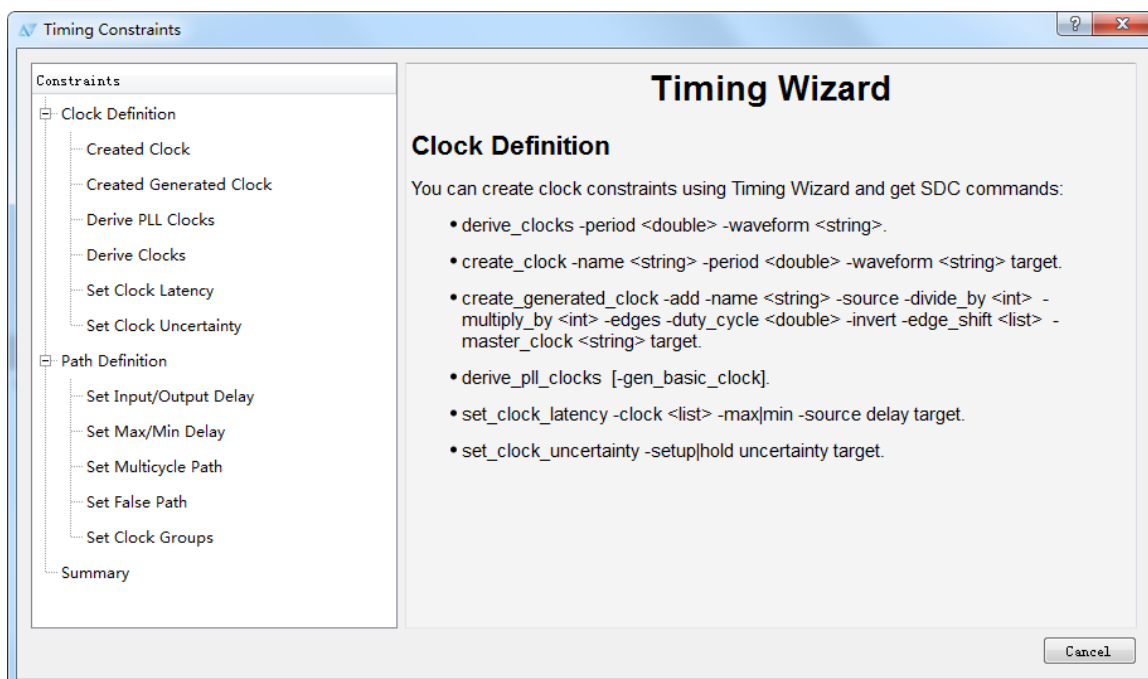 Timing Constraints
Constraints
Clock Definition
Created Clock
Created Generated Clock
Derive PLL Clocks
Derive Clocks
Set Clock Latency
Set Clock Uncertainty
Path Definition
Set Input/Output Delay
Set Max/Min Delay
Set Multicycle Path
Set False Path
Set Clock Groups
Summary
Timing Wizard
Clock Definition
You can create clock constraints using Timing Wizard and get SDC commands:
• derive_clocks -period <double> -waveform <string>.
• create_clock -name <string> -period <double> -waveform <string> target.
• create_generated_clock -add -name <string> -source -divide_by <int> -
multiply_by <int> -edges -duty_cycle <double> -invert -edge_shift <list> -
master_clock <string> target.
• derive_pll_clocks [-gen_basic_clock].
• set_clock_latency -clock <list> -max|min -source delay target.
• set_clock_uncertainty -setup|hold uncertainty target.
Cancel